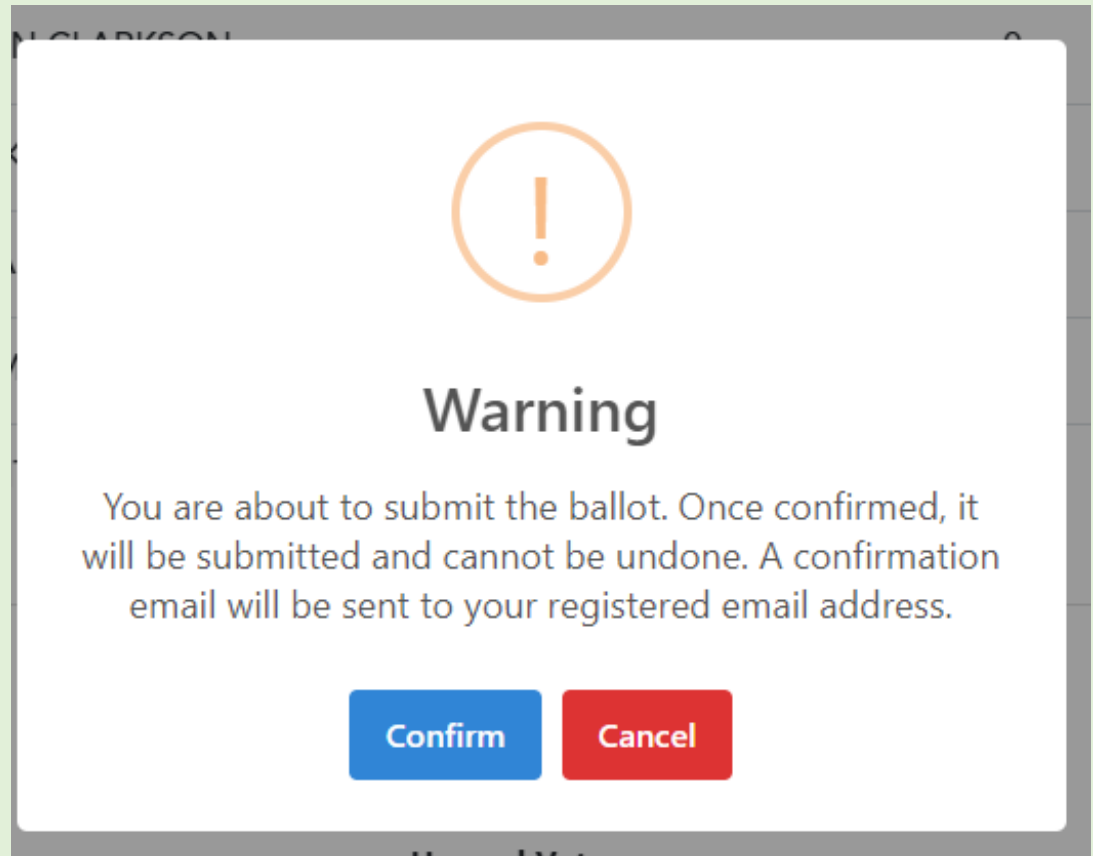 N CLARKSON
Warning
You are about to submit the ballot. Once confirmed, it
will be submitted and cannot be undone. A confirmation
email will be sent to your registered email address.
Confirm Cancel